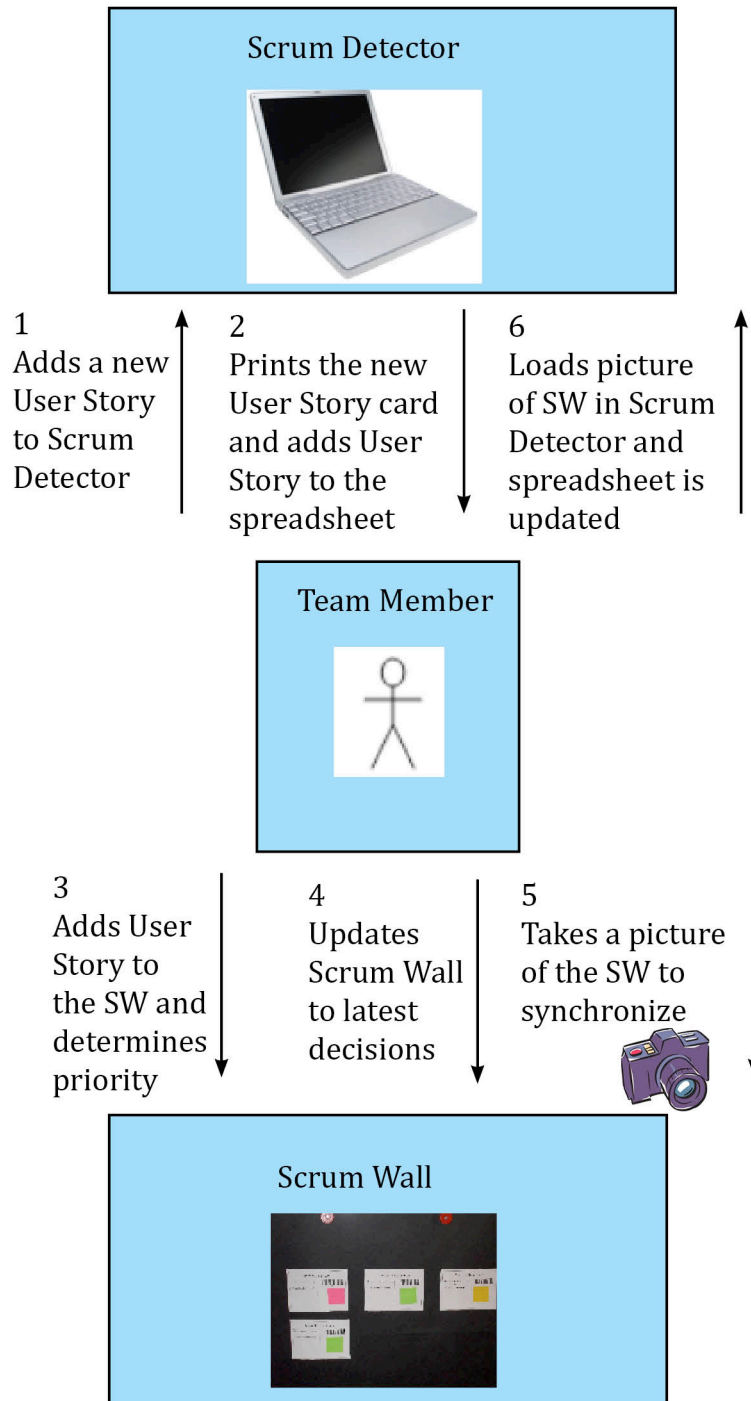 Scrum Detector
1
Adds a new
User Story
to Scrum
Detector
2
Prints the new
User Story card
and adds User
Story to the
spreadsheet
6
Loads picture
of SW in Scrum
Detector and
spreadsheet is
updated
Team Member
3
Adds User
Story to
the SW and
determines
priority
4
Updates
Scrum Wall
to latest
decisions
5
Takes a picture
of the SW to
synchronize
Scrum Wall